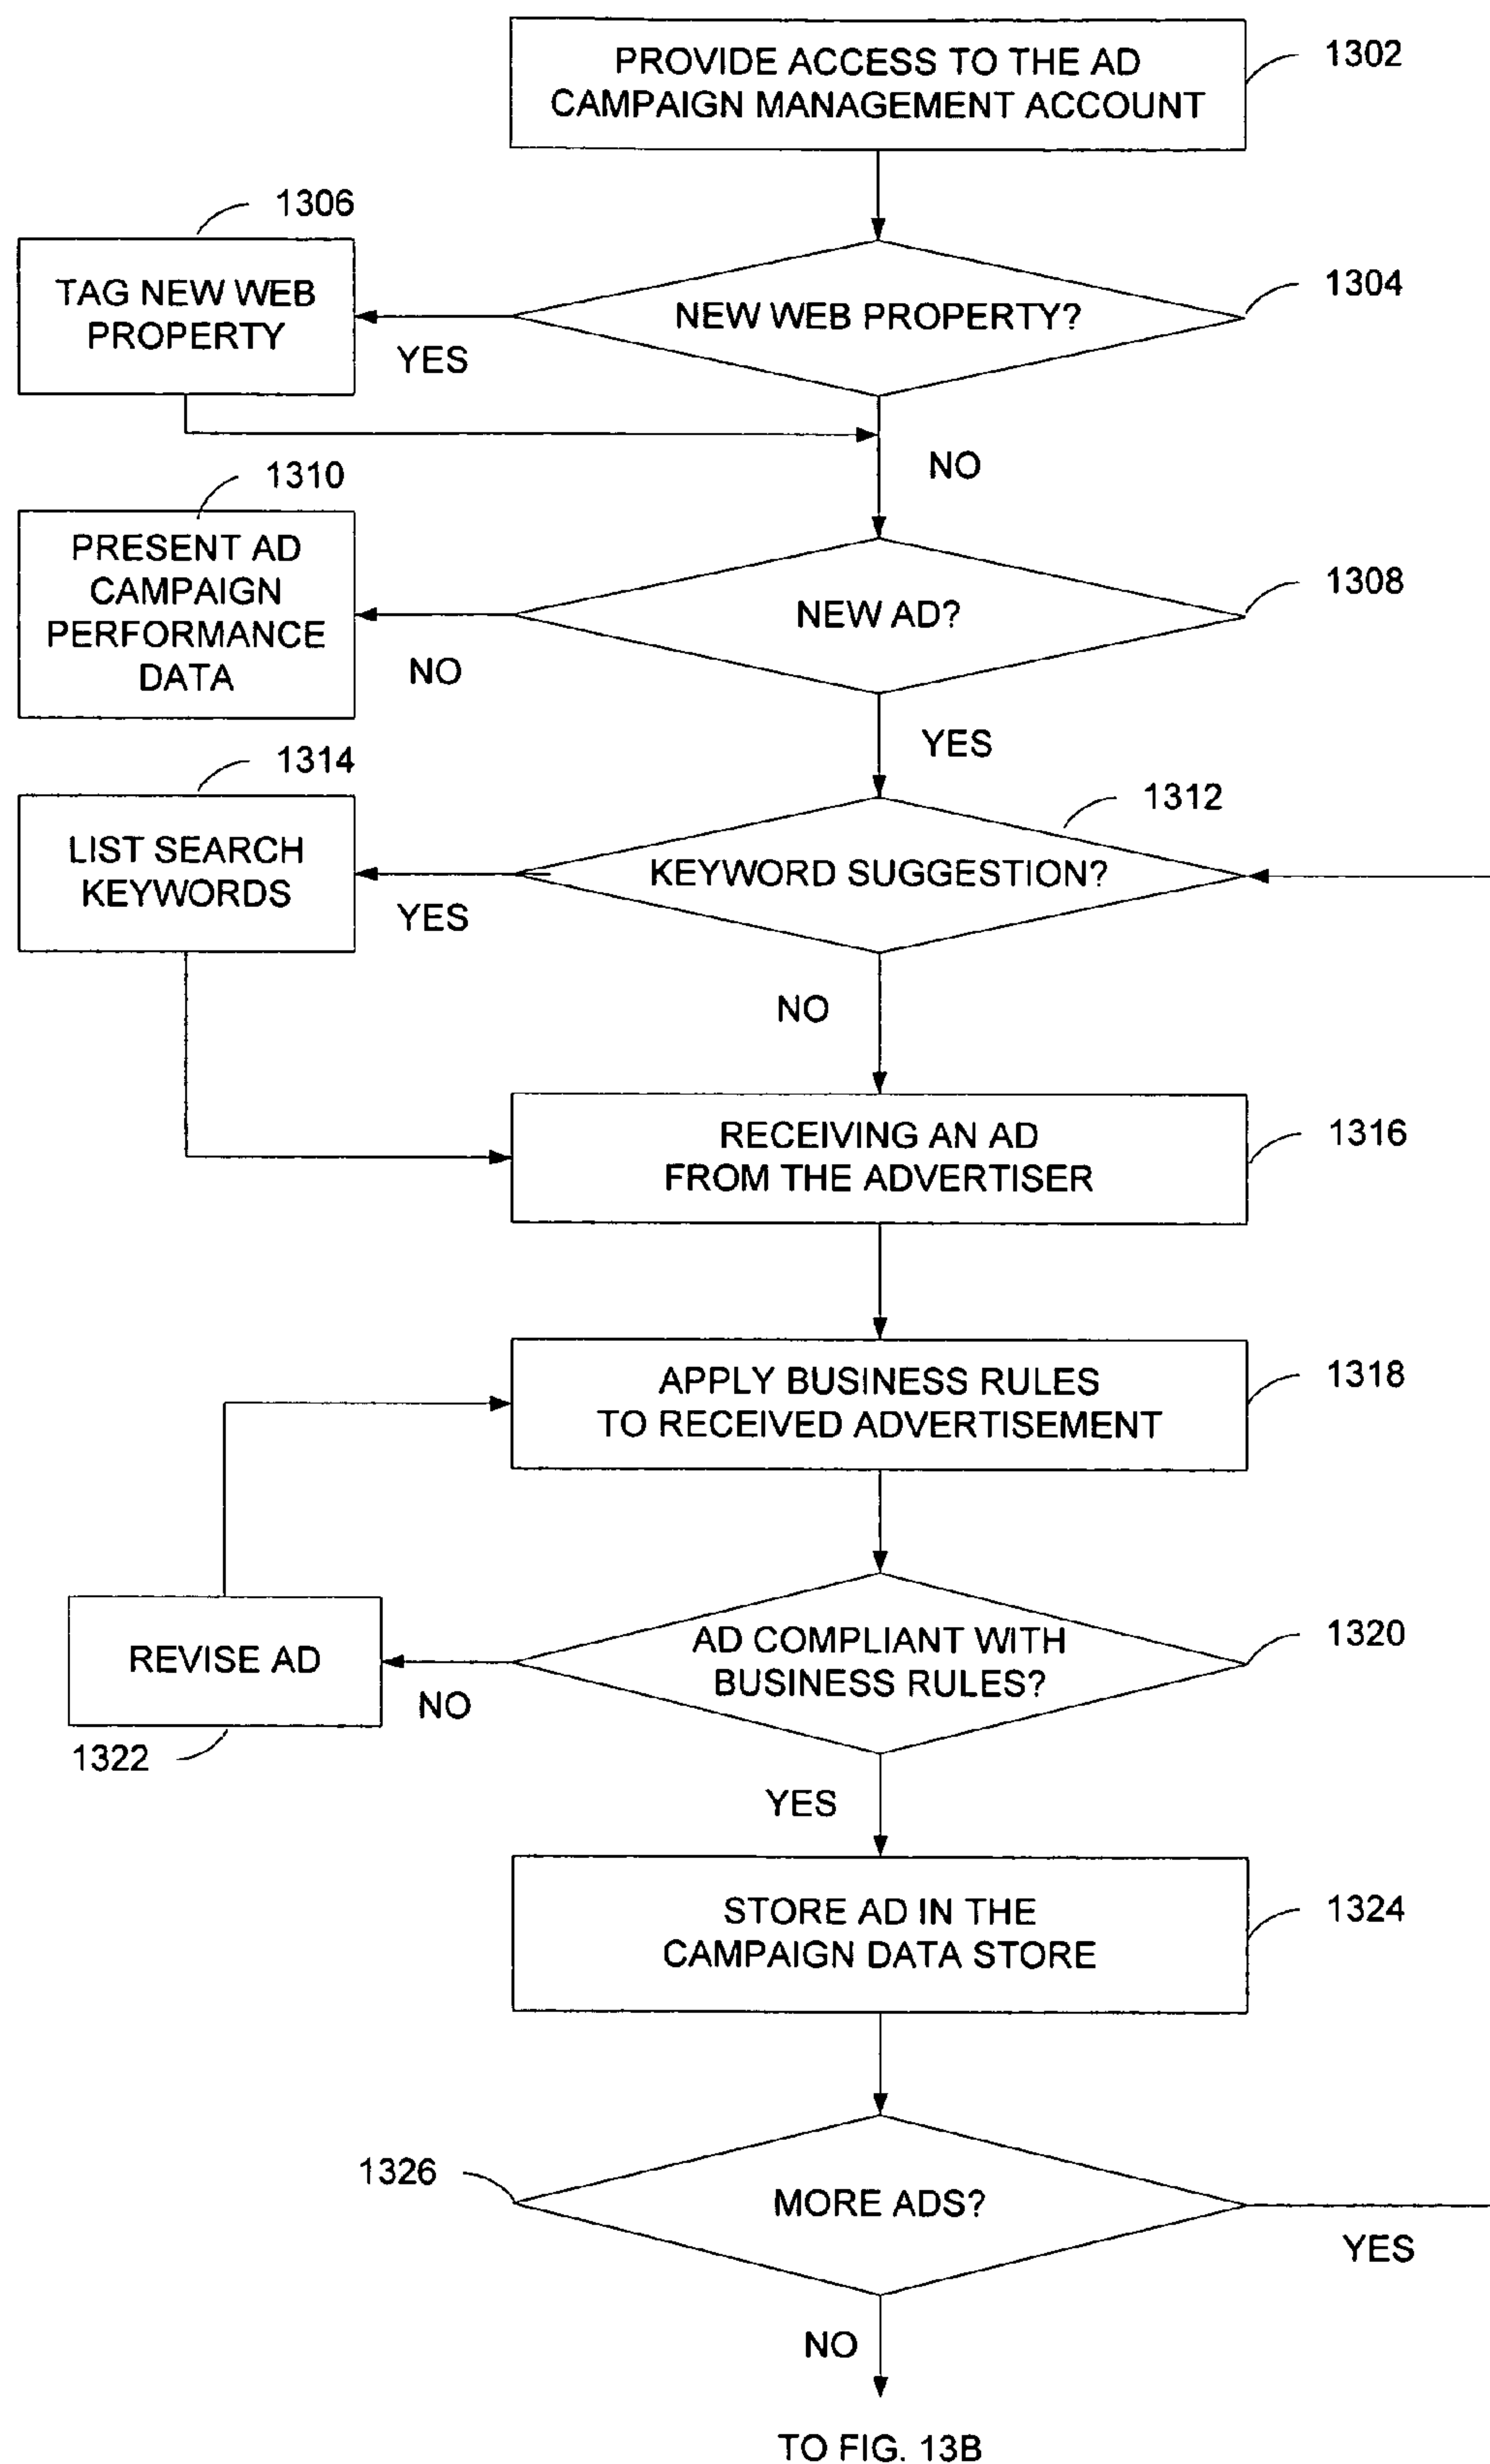 PROVIDE ACCESS TO THE AD
CAMPAIGN MANAGEMENT ACCOUNT
1302
1306
TAG NEW WEB
PROPERTY
YES
NEW WEB PROPERTY?
1304
NO
1310
PRESENT AD
CAMPAIGN
PERFORMANCE
DATA
NO
NEW AD?
1308
YES
1314
LIST SEARCH
KEYWORDS
YES
KEYWORD SUGGESTION?
1312
NO
RECEIVING AN AD
FROM THE ADVERTISER
1316
APPLY BUSINESS RULES
TO RECEIVED ADVERTISEMENT
1318
REVISE AD
1322
NO
AD COMPLIANT WITH
BUSINESS RULES?
1320
YES
STORE AD IN THE
CAMPAIGN DATA STORE
1324
1326
MORE ADS?
YES
NO
TO FIG. 13B